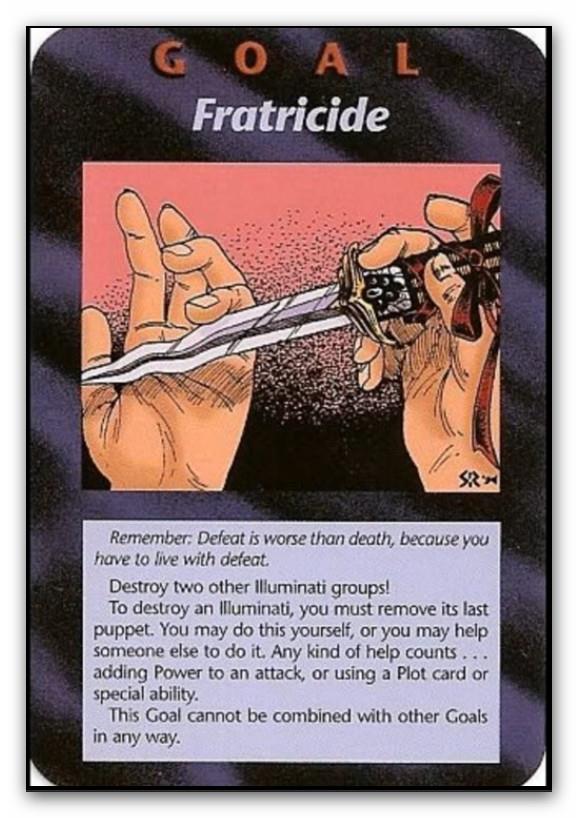 GOAL
Fratricide
SR '94
Remember: Defeat is worse than death, because you
have to live with defeat.
Destroy two other Illuminati groups!
To destroy an Illuminati, you must remove its last
puppet. You may do this yourself, or you may help
someone else to do it. Any kind of help counts . . .
adding Power to an attack, or using a Plot card or
special ability.
This Goal cannot be combined with other Goals
in any way.